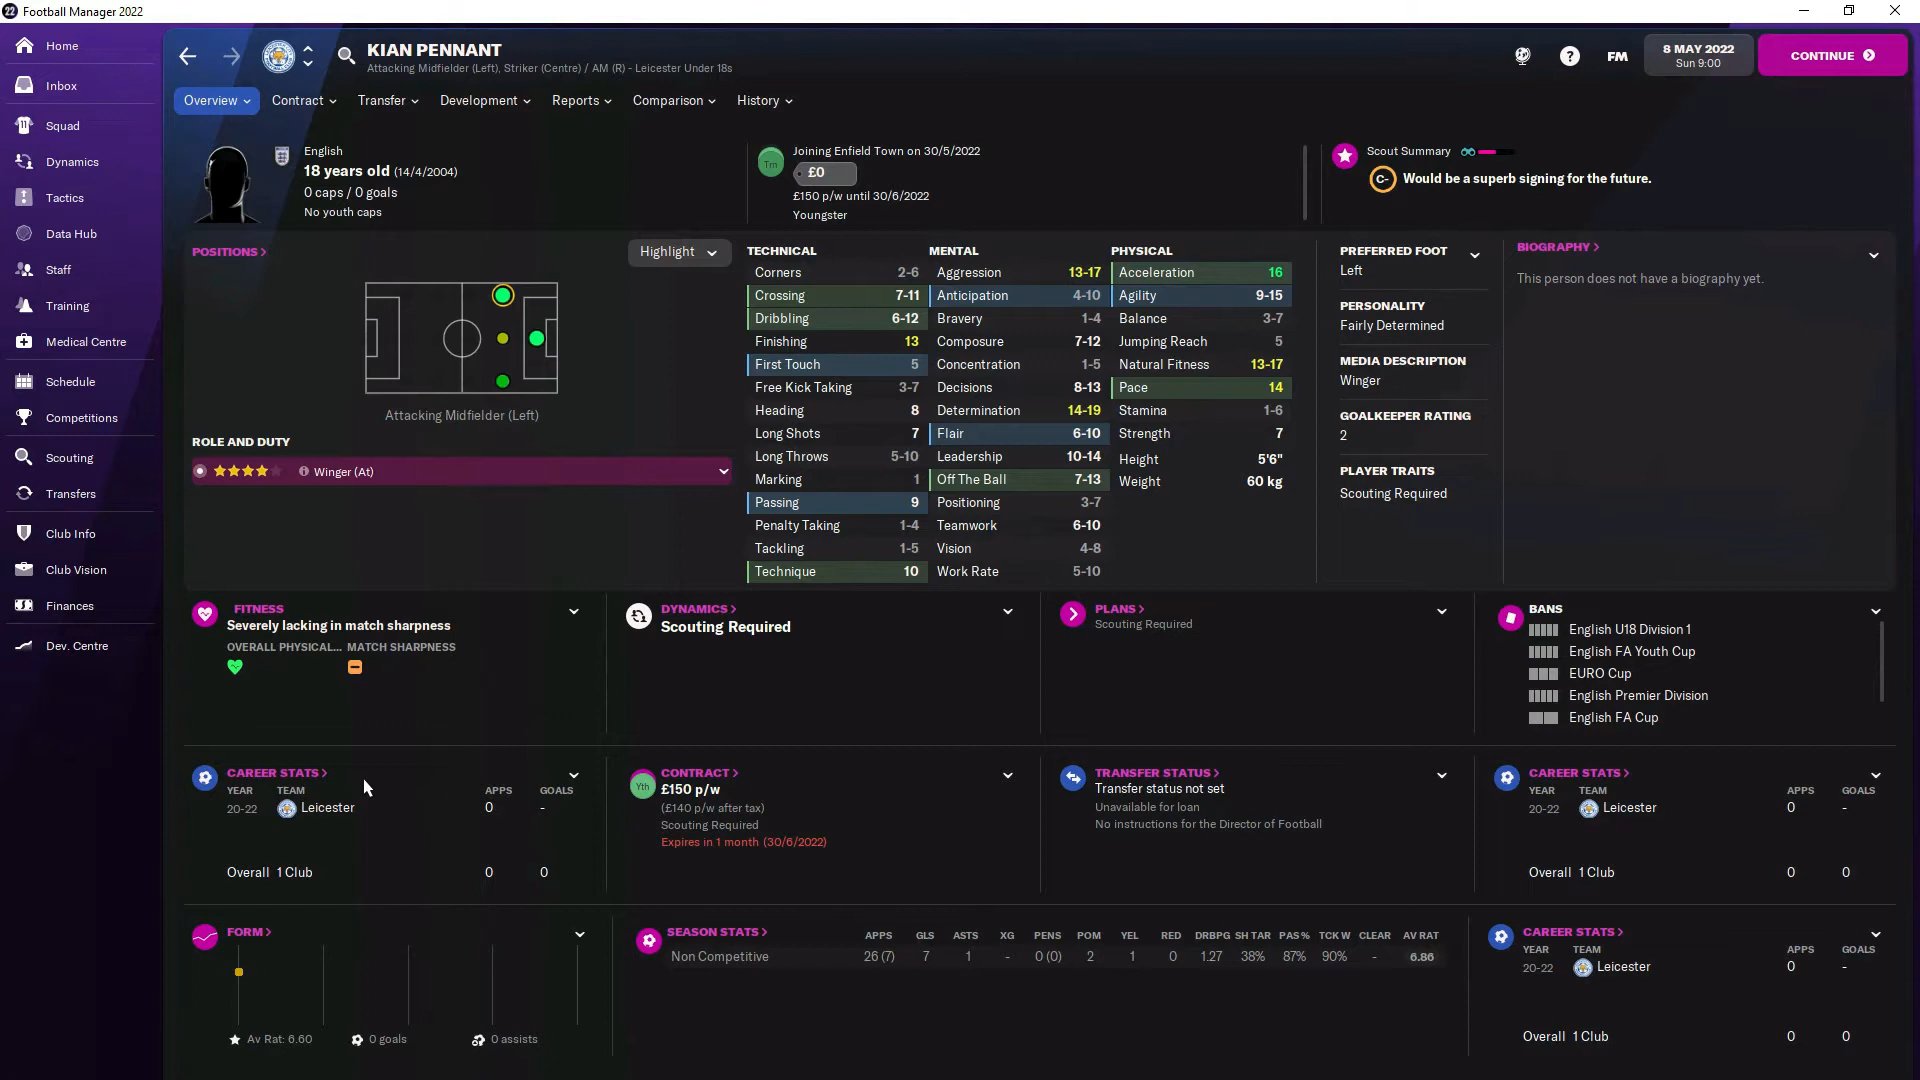 22 Football Manager 2022
Home
Inbox
Squad
Dynamics
Tactics
Data Hub
Staff
Training
Medical Centre
Schedule
Competitions
Scouting
Transfers
Club Info
Club Vision
Finances
Dev. Centre
KIAN PENNANT
Attacking Midfielder (Left), Striker (Centre) / AM (R) - Leicester Under 18s
? FM
8 MAY 2022
Sun 9:00
CONTINUE
Overview Contract Transfer Development Reports Comparison History
English
18 years old (14/4/2004)
0 caps / 0 goals
No youth caps
Trn
Joining Enfield Town on 30/5/2022
£0
£150 p/w until 30/6/2022
Youngster
Scout Summary
C- Would be a superb signing for the future.
POSITIONS >
Highlight
Attacking Midfielder (Left)
ROLE AND DUTY
Winger (At)
TECHNICAL
Corners 2-6
Crossing 7-11
Dribbling 6-12
Finishing 13
First Touch 5
Free Kick Taking 3-7
Heading 8
Long Shots 7
Long Throws 5-10
Marking 1
Passing 9
Penalty Taking 1-4
Tackling 1-5
Technique 10
MENTAL
Aggression 13-17
Anticipation 4-10
Bravery 1-4
Composure 7-12
Concentration 1-5
Decisions 8-13
Determination 14-19
Flair 6-10
Leadership 10-14
Off The Ball 7-13
Positioning 3-7
Teamwork 6-10
Vision 4-8
Work Rate 5-10
PHYSICAL
Acceleration 16
Agility 9-15
Balance 3-7
Jumping Reach 5
Natural Fitness 13-17
Pace 14
Stamina 1-6
Strength 7
Height 5'6"
Weight 60 kg
PREFERRED FOOT
Left
PERSONALITY
Fairly Determined
MEDIA DESCRIPTION
Winger
GOALKEEPER RATING
2
PLAYER TRAITS
Scouting Required
BIOGRAPHY >
This person does not have a biography yet.
FITNESS
Severely lacking in match sharpness
OVERALL PHYSICAL... MATCH SHARPNESS
DYNAMICS >
Scouting Required
PLANS >
Scouting Required
BANS
English U18 Division 1
English FA Youth Cup
EURO Cup
English Premier Division
English FA Cup
CAREER STATS >
YEAR TEAM APPS GOALS
20-22 Leicester 0 -
Overall 1 Club 0 0
Yth
CONTRACT >
£150 p/w
(£140 p/w after tax)
Scouting Required
Expires in 1 month (30/6/2022)
TRANSFER STATUS >
Transfer status not set
Unavailable for loan
No instructions for the Director of Football
CAREER STATS >
YEAR TEAM APPS GOALS
20-22 Leicester 0 -
Overall 1 Club 0 0
FORM >
Av Rat: 6.60 0 goals 0 assists
SEASON STATS > APPS GLS ASTS XG PENS POM YEL RED DRBPG SH TAR PAS % TCK W CLEAR AV RAT
Non Competitive 26 (7) 7 1 - 0 (0) 2 1 0 1.27 38% 87% 90% - 6.86
CAREER STATS >
YEAR TEAM APPS GOALS
20-22 Leicester 0 -
Overall 1 Club 0 0